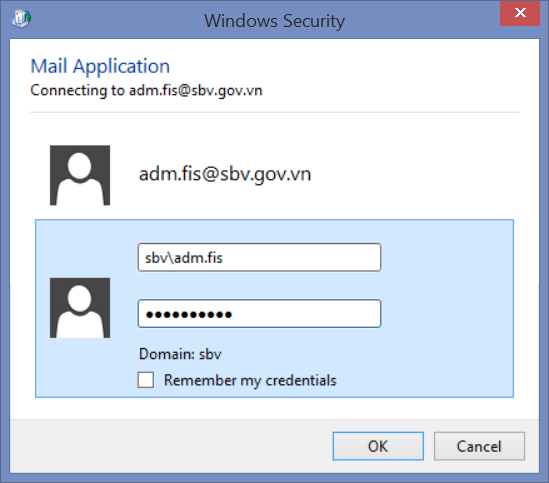 Windows Security
Mail Application
Connecting to adm.fis@sbv.gov.vn
adm.fis@sbv.gov.vn
sbv\adm.fis
●●●●●●●●●●
Domain: sbv
Remember my credentials
OK
Cancel